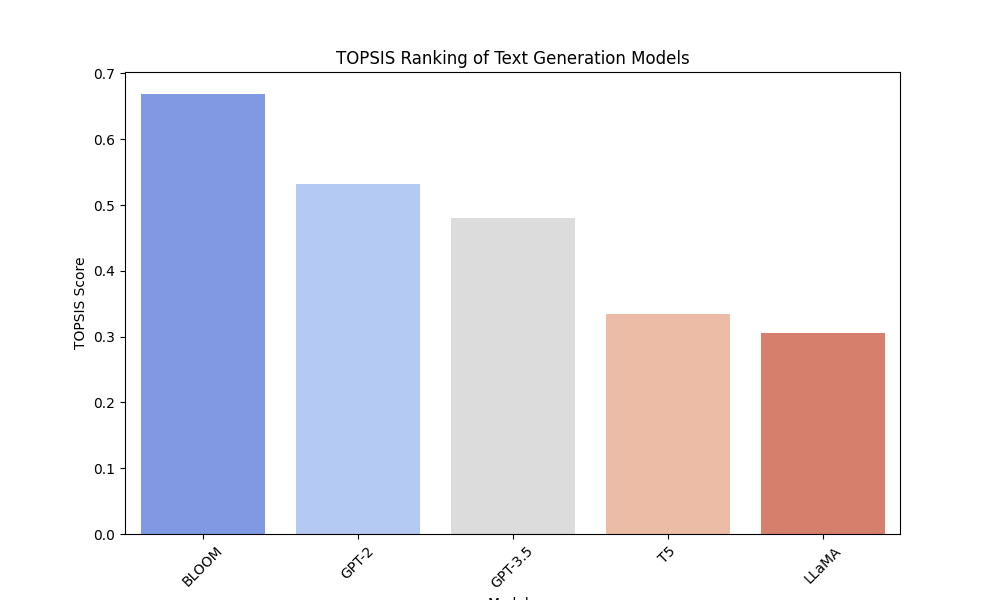 TOPSIS Ranking of Text Generation Models
TOPSIS Score
0.7
0.6
0.5
0.4
0.3
0.2
0.1
0.0
BLOOM
GPT-2
GPT-3.5
T5
LLaMA